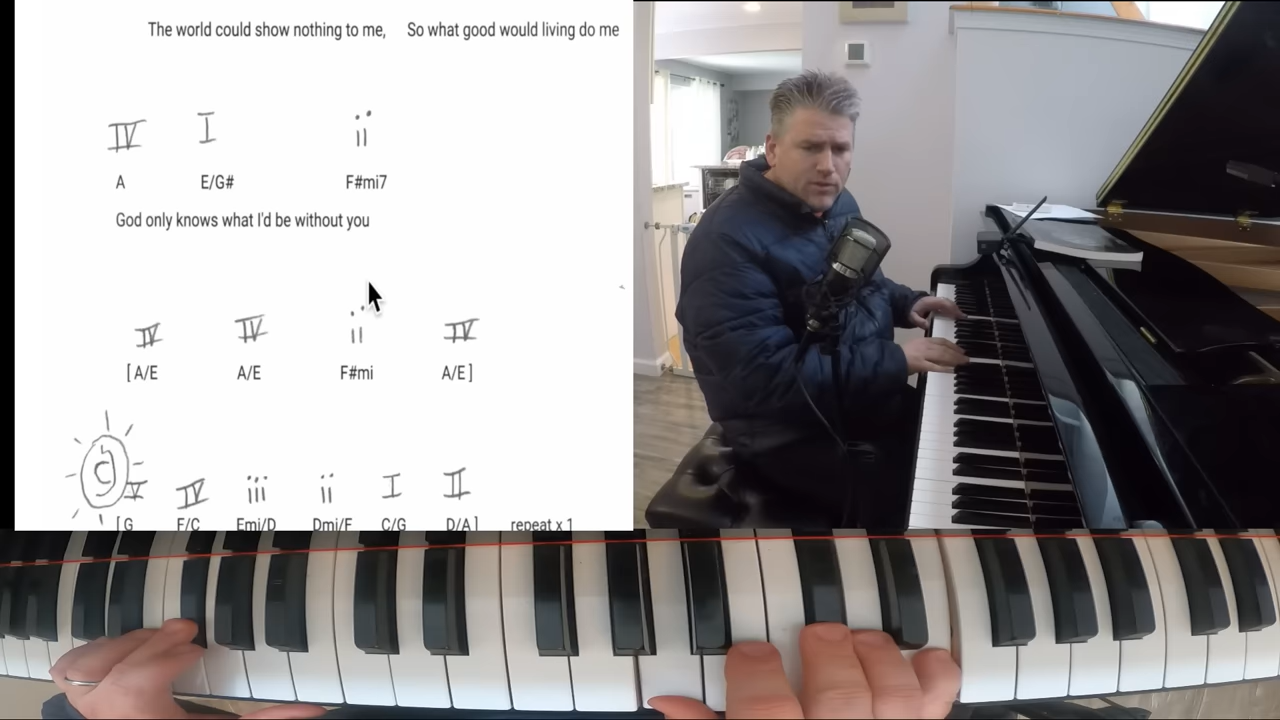 The world could show nothing to me, So what good would living do me
IV I ii
A E/G# F#mi7
God only knows what I'd be without you
IV IV ii IV
[ A/E A/E F#mi A/E ]
C V IV iii ii I II
[ G F/C Emi/D Dmi/F C/G D/A ] repeat x 1